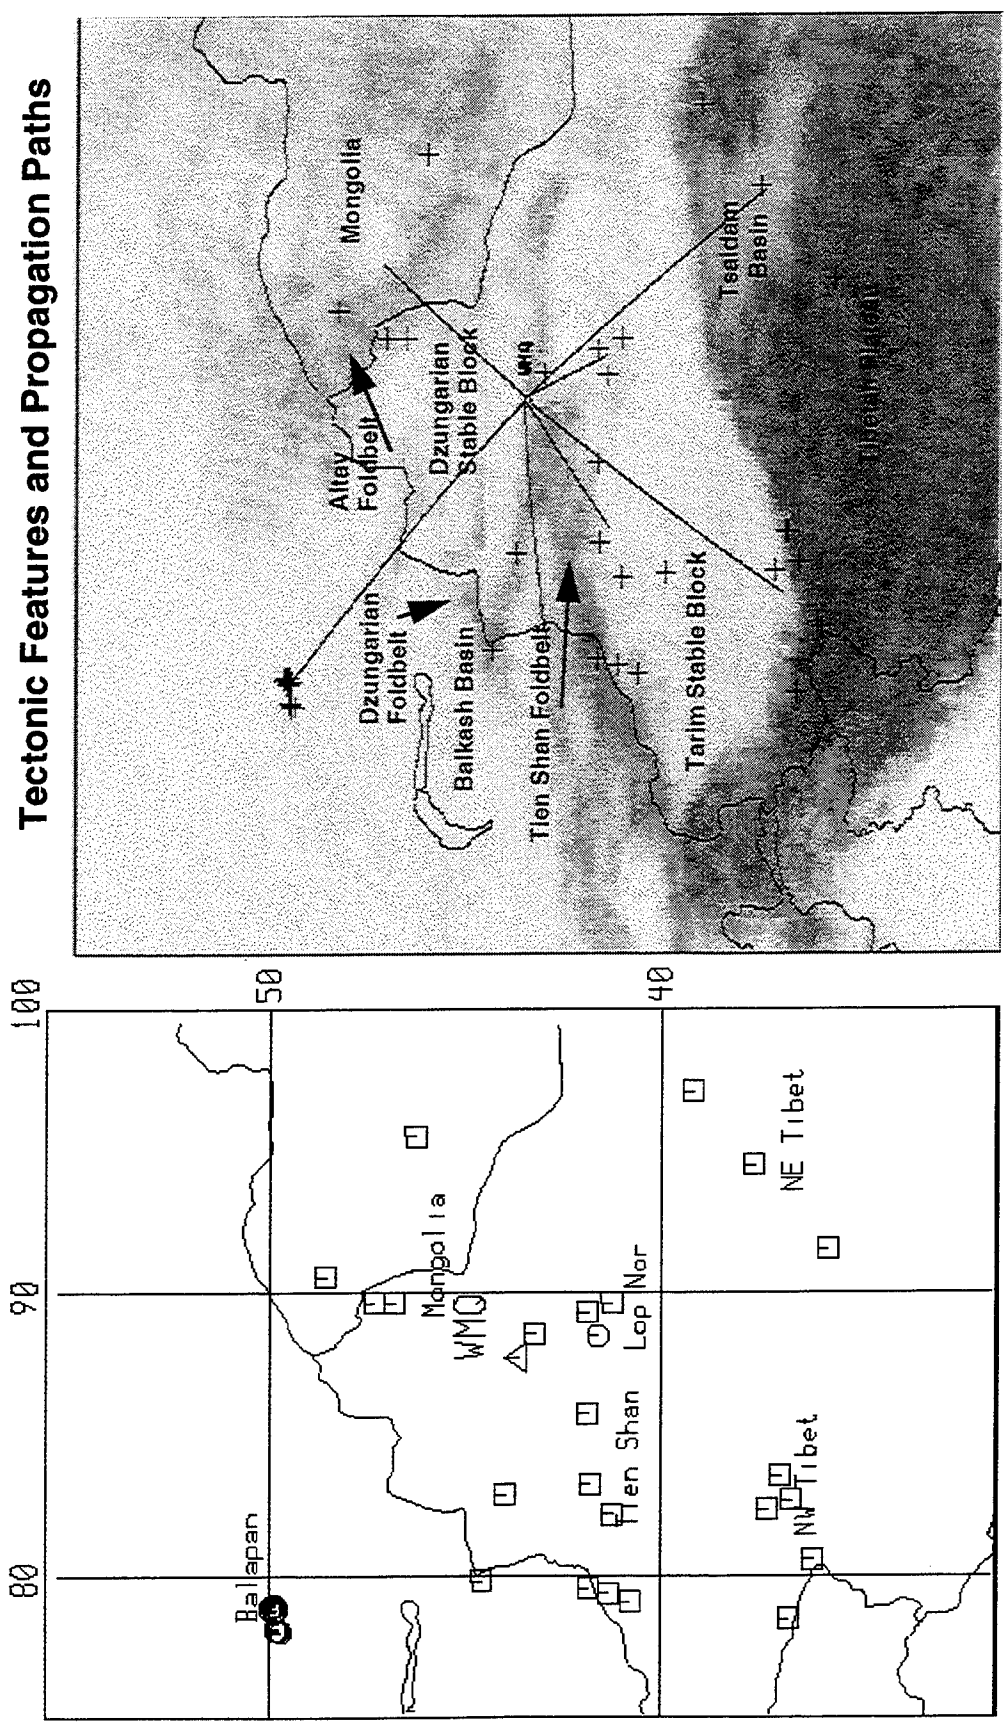 Tectonic Features and Propagation Paths
Mongolia
Altay
Foldbelt
Dzungarian
Stable Block
Dzungarian
Foldbelt
Balkash Basin
Tien Shan Foldbelt
Tarim Stable Block
Tsaidam
Basin
Tibetan Plateau
100
90
80
50
40
Balapan
Mongolia
WMQ
Lop Nor
Tien Shan
NW Tibet
NE Tibet